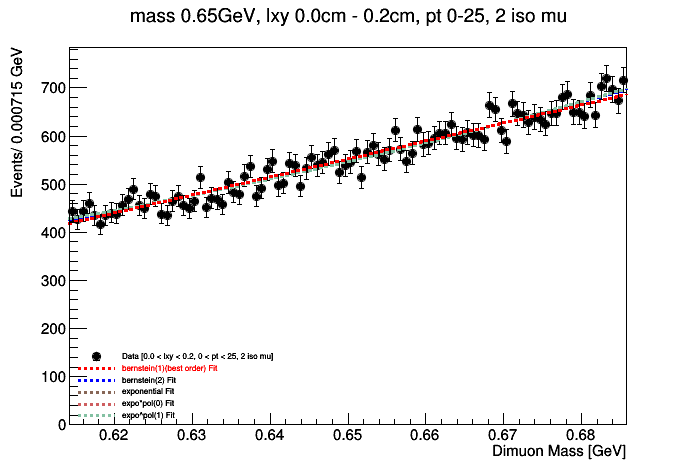 mass 0.65GeV, lxy 0.0cm - 0.2cm, pt 0-25, 2 iso mu
Events/ 0.000715 GeV
700
600
500
400
300
200
100
0
Data [0.0 < lxy < 0.2, 0 < pt < 25, 2 iso mu]
bernstein(1)(best order) Fit
bernstein(2) Fit
exponential Fit
expo*pol(0) Fit
expo*pol(1) Fit
0.62 0.63 0.64 0.65 0.66 0.67 0.68
Dimuon Mass [GeV]